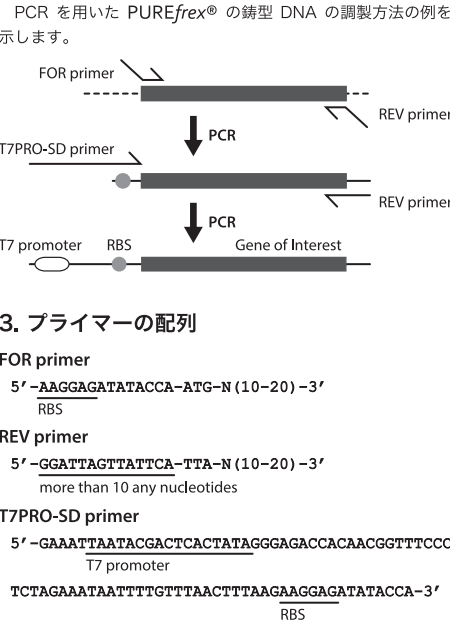 PCR を用いた PUREfrex® の鋳型 DNA の調製方法の例を
示します。
FOR primer
REV primer
PCR
T7PRO-SD primer
REV primer
PCR
T7 promoter RBS Gene of Interest
3. プライマーの配列
FOR primer
5′-AAGGAGATATACCA-ATG-N(10-20)-3′
RBS
REV primer
5′-GGATTAGTTATTCA-TTA-N(10-20)-3′
more than 10 any nucleotides
T7PRO-SD primer
5′-GAAATTAATACGACTCACTATAGGGAGACCACAACGGTTTCCC
T7 promoter
TCTAGAAATAATTTTGTTTAACTTTAAGAAGGAGATATACCA-3′
RBS